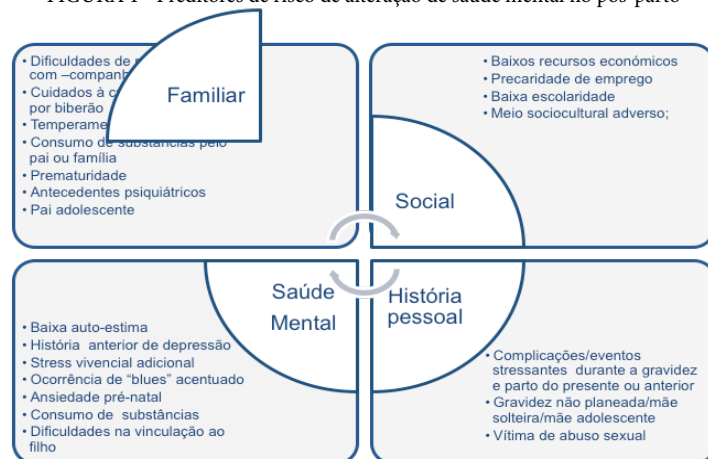 FIGURA 1 - Preditores de risco de alteração de saúde mental no pós-parto
• Dificuldades de
com –companh
• Cuidados à
por biberão
• Temperame
• Consumo de substâncias pelo
pai ou família
• Prematuridade
• Antecedentes psiquiátricos
• Pai adolescente
Familiar
• Baixos recursos económicos
• Precaridade de emprego
• Baixa escolaridade
• Meio sociocultural adverso;
Social
Saúde
Mental
• Baixa auto-estima
• História anterior de depressão
• Stress vivencial adicional
• Ocorrência de “blues” acentuado
• Ansiedade pré-natal
• Consumo de substâncias
• Dificuldades na vinculação ao
filho
História
pessoal
• Complicações/eventos
stressantes durante a gravidez
e parto do presente ou anterior
• Gravidez não planeada/mãe
solteira/mãe adolescente
• Vítima de abuso sexual